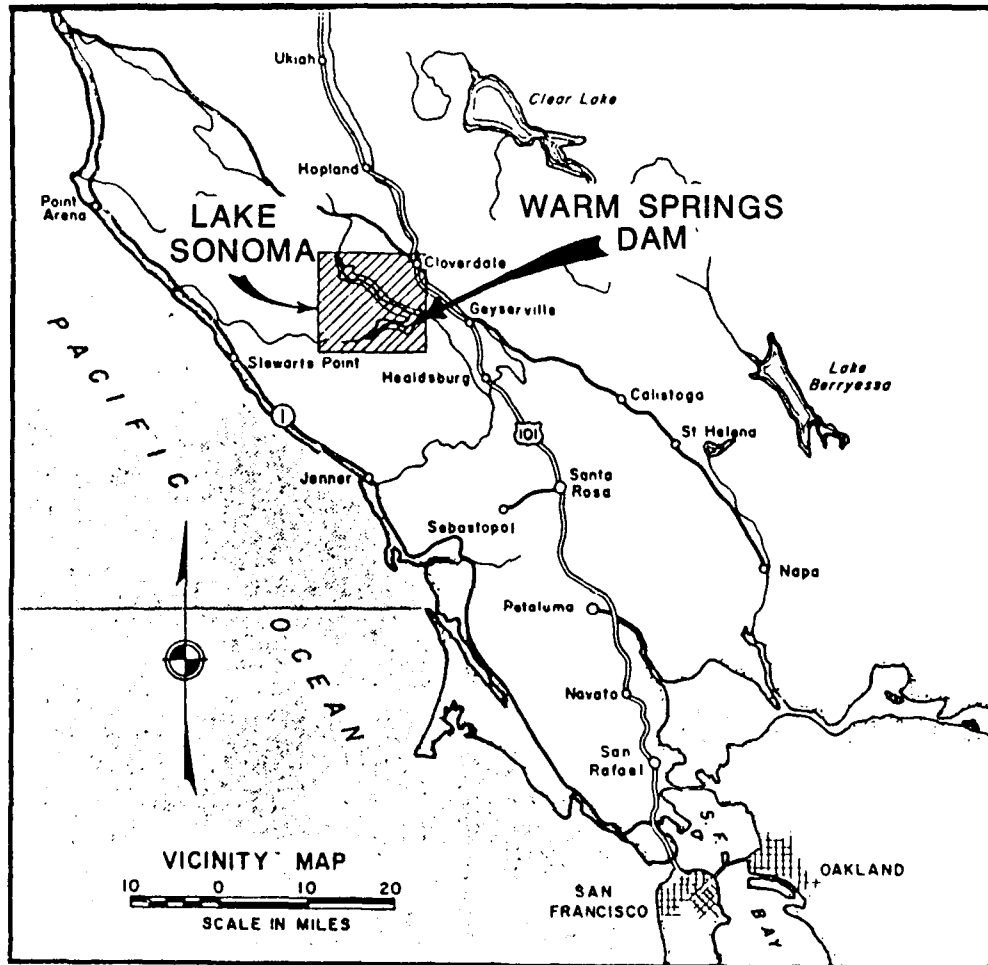 Ukiah
Clear Lake
Hopland
Point
Arena
LAKE
SONOMA
WARM SPRINGS
DAM
Cloverdale
Geyserville
PACIFIC
OCEAN
Stewarts Point
Healdsburg
Lake
Berryessa
Calistoga
1
101
St Helena
Jenner
Santa
Rosa
Sebastopol
Napa
Petaluma
Novato
San
Rafael
S. F.
BAY
OAKLAND
SAN
FRANCISCO
VICINITY MAP
10 0 10 20
SCALE IN MILES